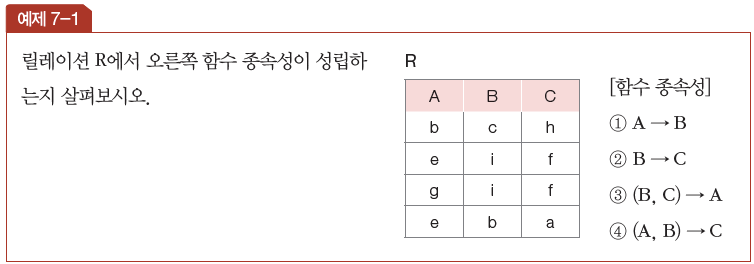 예제 7-1
릴레이션 R에서 오른쪽 함수 종속성이 성립하
는지 살펴보시오.
R
A B C
b c h
e i f
g i f
e b a
[함수 종속성]
① A → B
② B → C
③ (B, C) → A
④ (A, B) → C